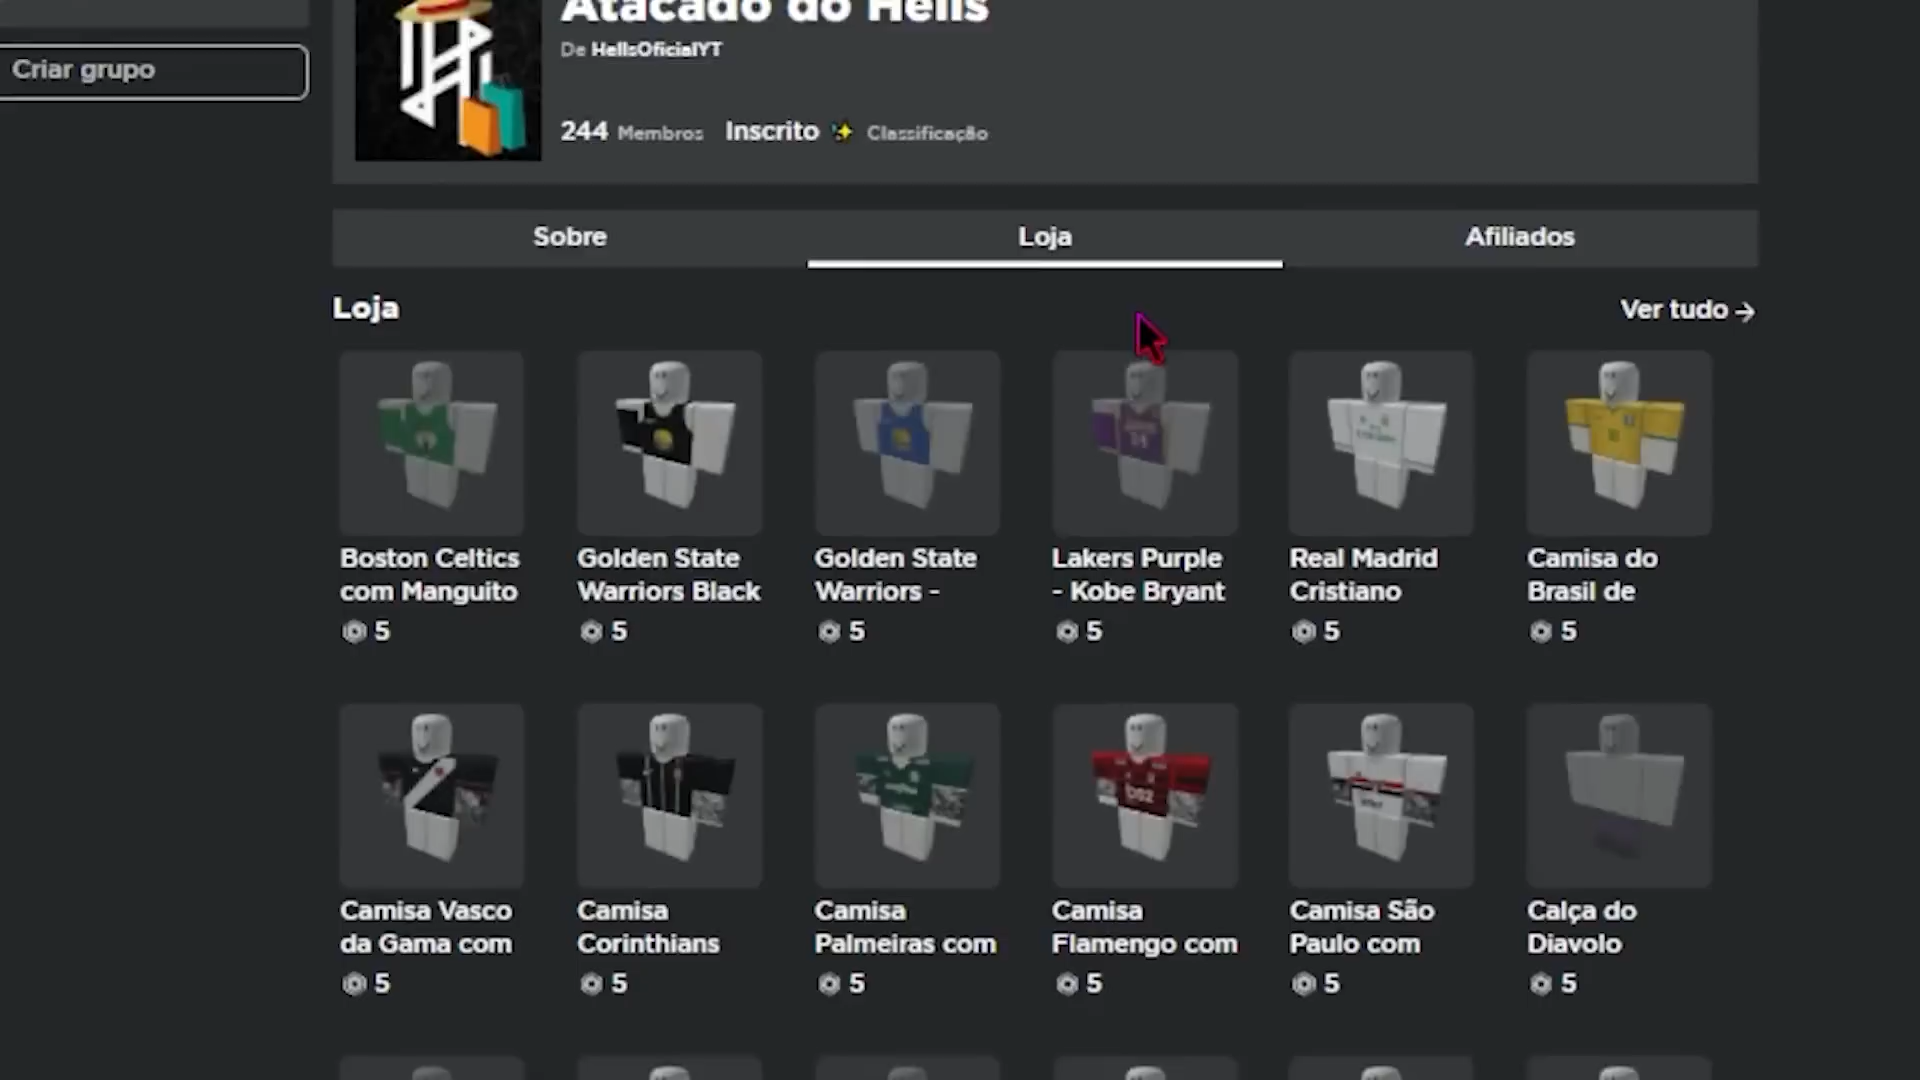 Atacado do Hells
Criar grupo
De HellsOficialYT
244 Membros Inscrito ✨ Classificação
Sobre Loja Afiliados
Loja Ver tudo →
Boston Celtics
com Manguito
5
Golden State
Warriors Black
5
Golden State
Warriors -
5
Lakers Purple
- Kobe Bryant
5
Real Madrid
Cristiano
5
Camisa do
Brasil de
5
Camisa Vasco
da Gama com
5
Camisa
Corinthians
5
Camisa
Palmeiras com
5
Camisa
Flamengo com
5
Camisa São
Paulo com
5
Calça do
Diavolo
5